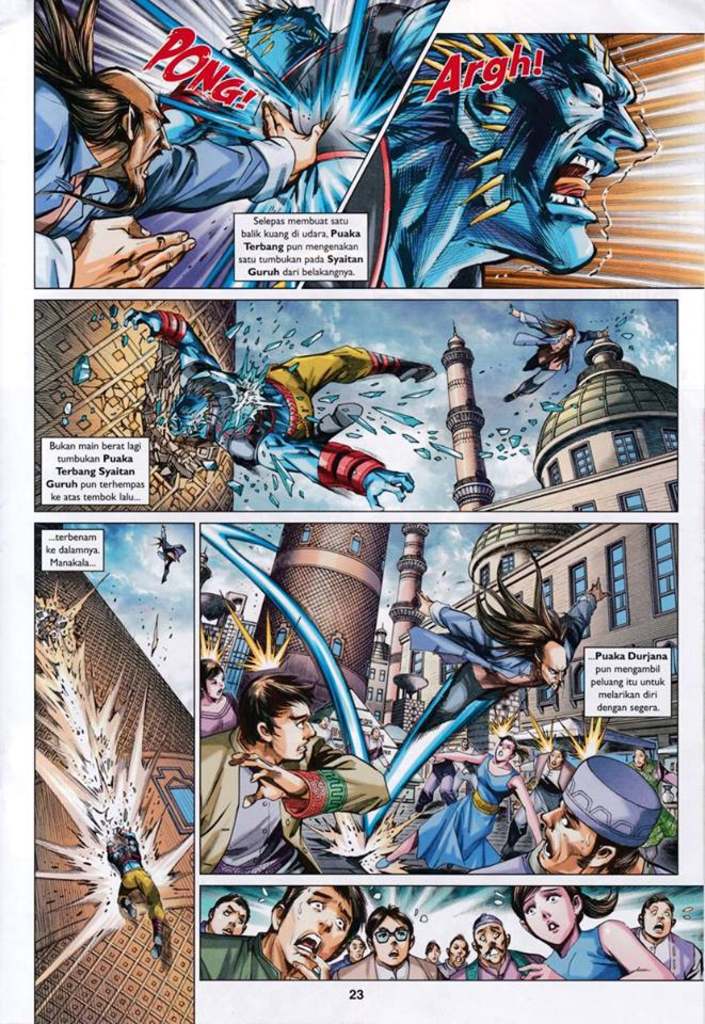 PONG!
Argh!
Selepas membuat satu
balik kuang di udara, Puaka
Terbang pun mengenakan
satu tumbukan pada Syaitan
Guruh dari belakangnya.
Bukan main berat lagi
tumbukan Puaka
Terbang Syaitan
Guruh pun terhempas
ke atas tembok lalu...
...terbenam
ke dalamnya.
Manakala...
...Puaka Durjana
pun mengambil
peluang itu untuk
melarikan diri
dengan segera.
23